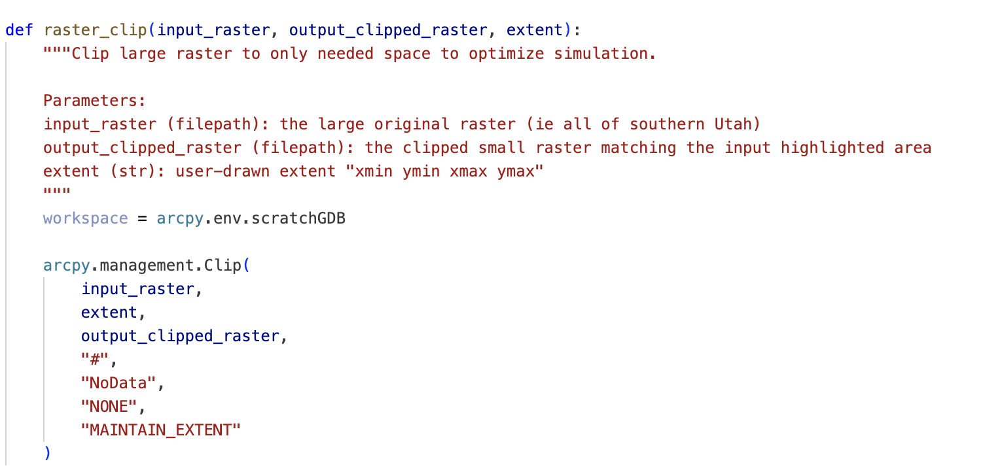 def raster_clip(input_raster, output_clipped_raster, extent):
    """Clip large raster to only needed space to optimize simulation.

    Parameters:
    input_raster (filepath): the large original raster (ie all of southern Utah)
    output_clipped_raster (filepath): the clipped small raster matching the input highlighted area
    extent (str): user-drawn extent "xmin ymin xmax ymax"
    """
    workspace = arcpy.env.scratchGDB

    arcpy.management.Clip(
        input_raster,
        extent,
        output_clipped_raster,
        "#",
        "NoData",
        "NONE",
        "MAINTAIN_EXTENT"
    )